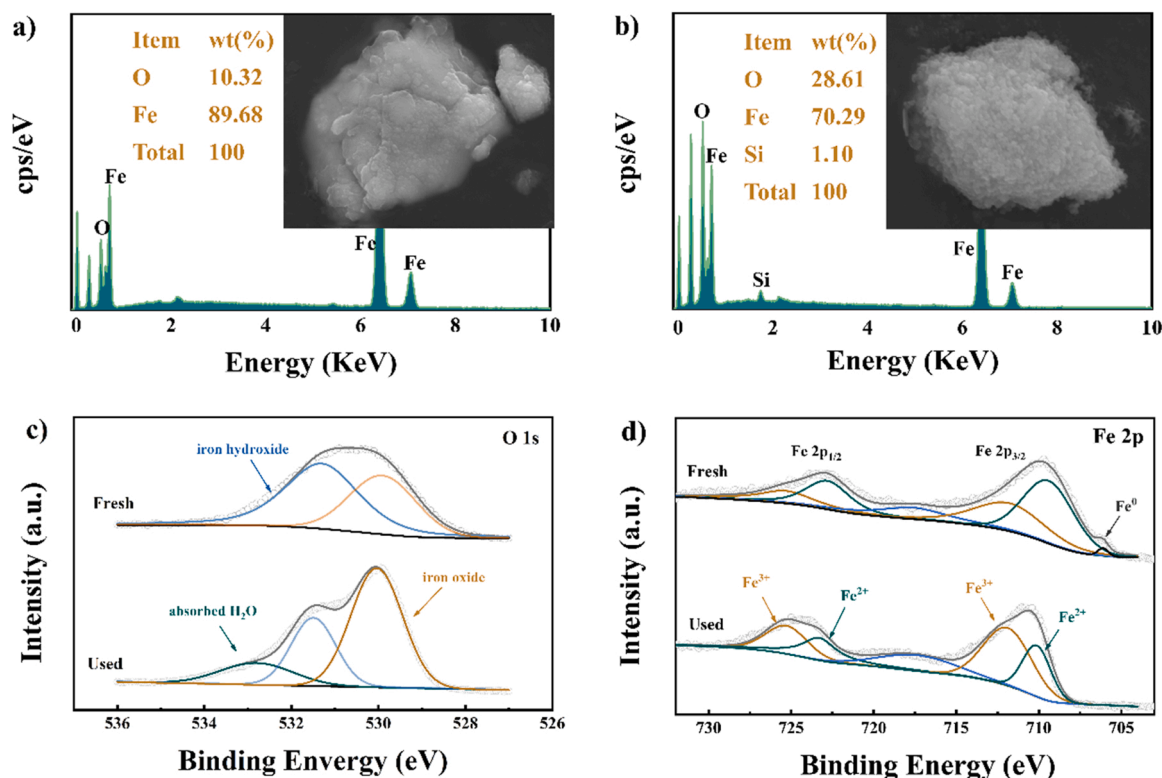 a)
Item wt(%)
O 10.32
Fe 89.68
Total 100
cps/eV
Fe
O
Fe
Fe
0 2 4 6 8 10
Energy (KeV)
b)
Item wt(%)
O 28.61
Fe 70.29
Si 1.10
Total 100
cps/eV
O
Fe
Si
Fe
Fe
0 2 4 6 8 10
Energy (KeV)
c)
O 1s
iron hydroxide
Fresh
iron oxide
absorbed H₂O
Used
Intensity (a.u.)
536 534 532 530 528 526
Binding Envergy (eV)
d)
Fe 2p
Fe 2p₁/₂
Fe 2p₃/₂
Fresh
Fe⁰
Fe³⁺
Fe²⁺
Fe³⁺
Fe²⁺
Used
Intensity (a.u.)
730 725 720 715 710 705
Binding Energy (eV)